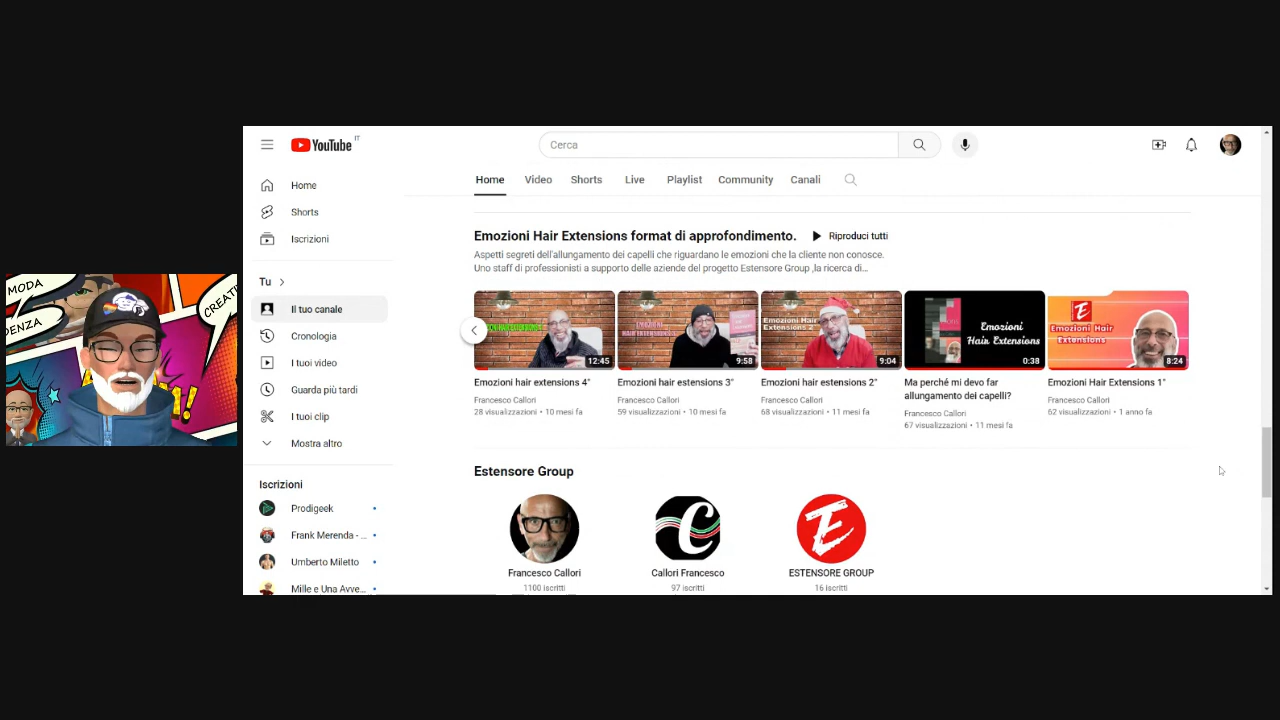 MODA
DENZA
CREATI
YouTube IT
Cerca
Home
Video
Shorts
Live
Playlist
Community
Canali
Home
Shorts
Iscrizioni
Tu
Il tuo canale
Cronologia
I tuoi video
Guarda più tardi
I tuoi clip
Mostra altro
Iscrizioni
Prodigeek
Frank Merenda - ...
Umberto Miletto
Mille e Una Avve...
Emozioni Hair Extensions format di approfondimento.
Riproduci tutti
Aspetti segreti dell'allungamento dei capelli che riguardano le emozioni che la cliente non conosce.
Uno staff di professionisti a supporto delle aziende del progetto Estensore Group ,la ricerca di...
12:45
Emozioni hair extensions 4"
Francesco Callori
28 visualizzazioni • 10 mesi fa
9:58
Emozioni hair estensions 3"
Francesco Callori
59 visualizzazioni • 10 mesi fa
Emozioni Hair
Extensions 2
9:04
Emozioni hair estensions 2"
Francesco Callori
68 visualizzazioni • 11 mesi fa
Emozioni
Hair Extensions
0:38
Ma perché mi devo far
allungamento dei capelli?
Francesco Callori
67 visualizzazioni • 11 mesi fa
E
Emozioni Hair
Extensions
8:24
Emozioni Hair Extensions 1"
Francesco Callori
62 visualizzazioni • 1 anno fa
Estensore Group
Francesco Callori
1100 iscritti
C
Callori Francesco
97 iscritti
E
ESTENSORE GROUP
16 iscritti